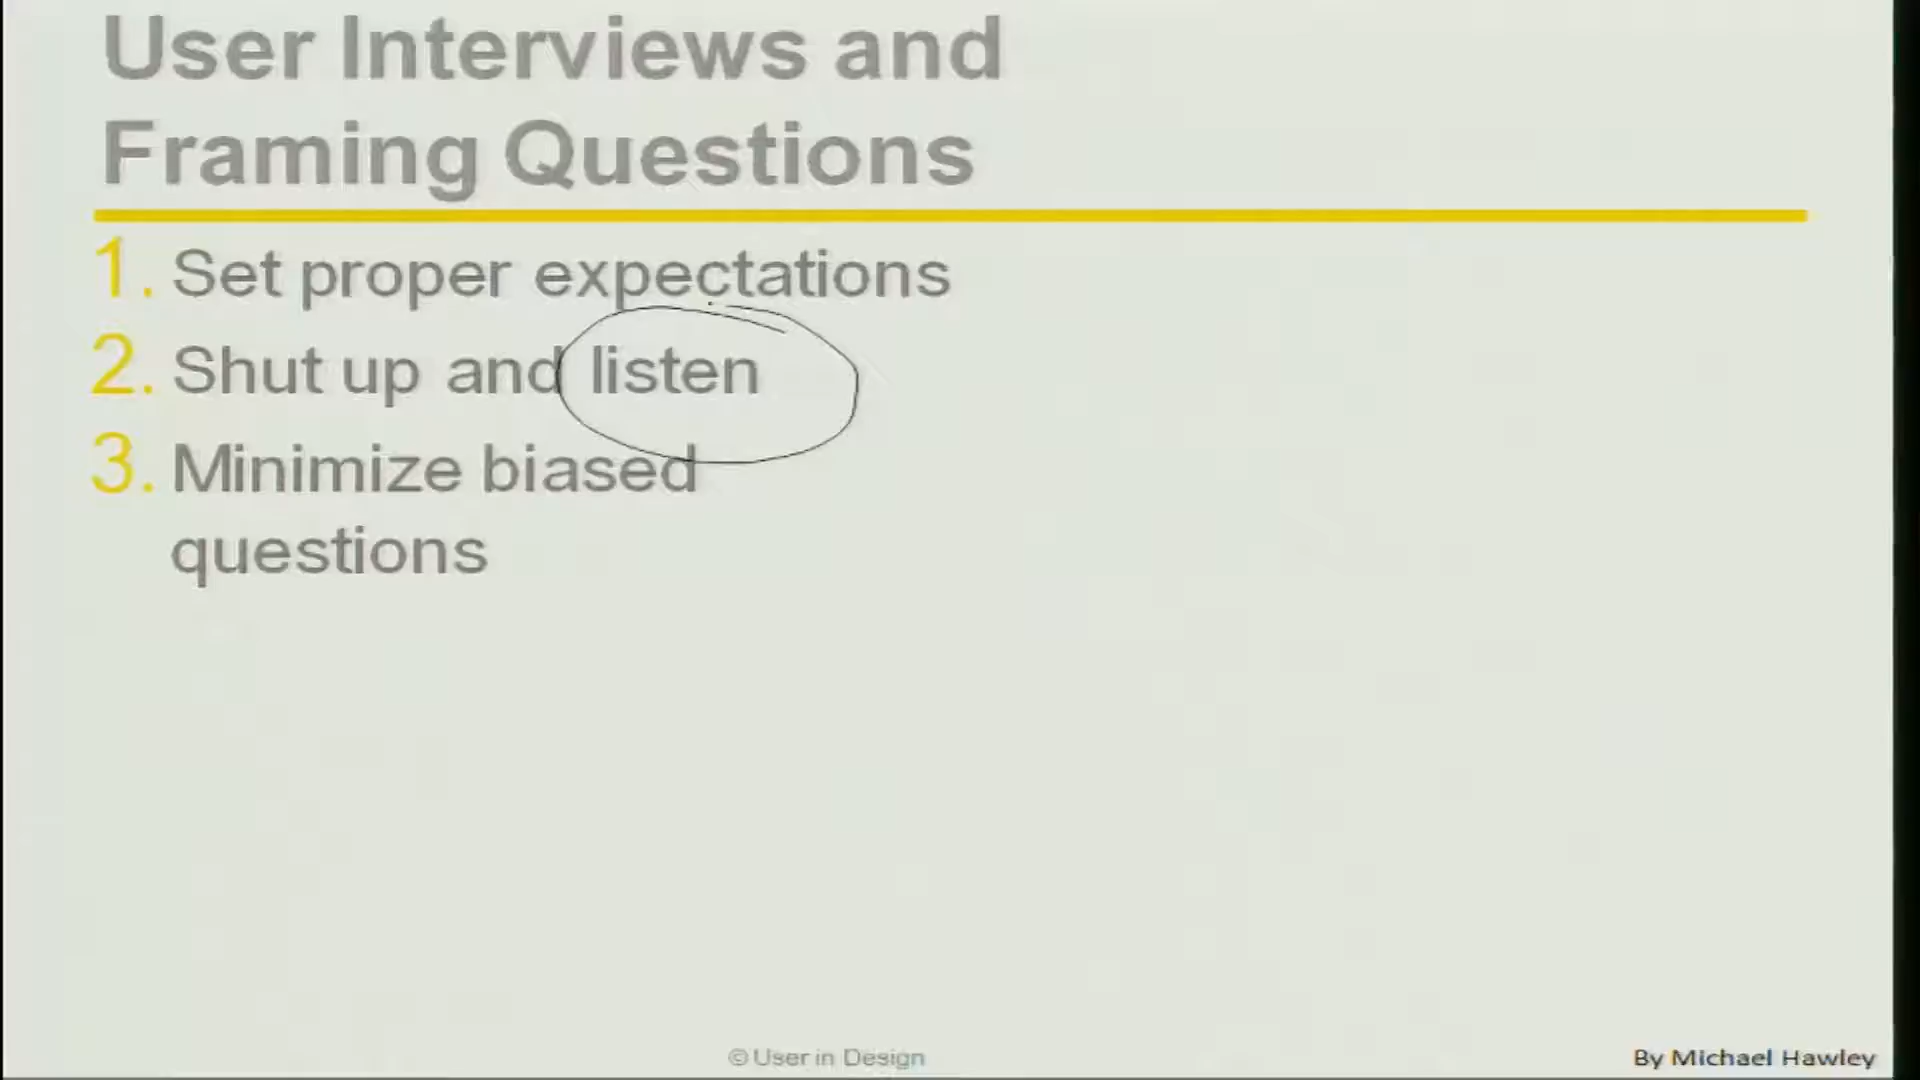 User Interviews and
Framing Questions
1. Set proper expectations
2. Shut up and listen
3. Minimize biased
questions
© User in Design
By Michael Hawley